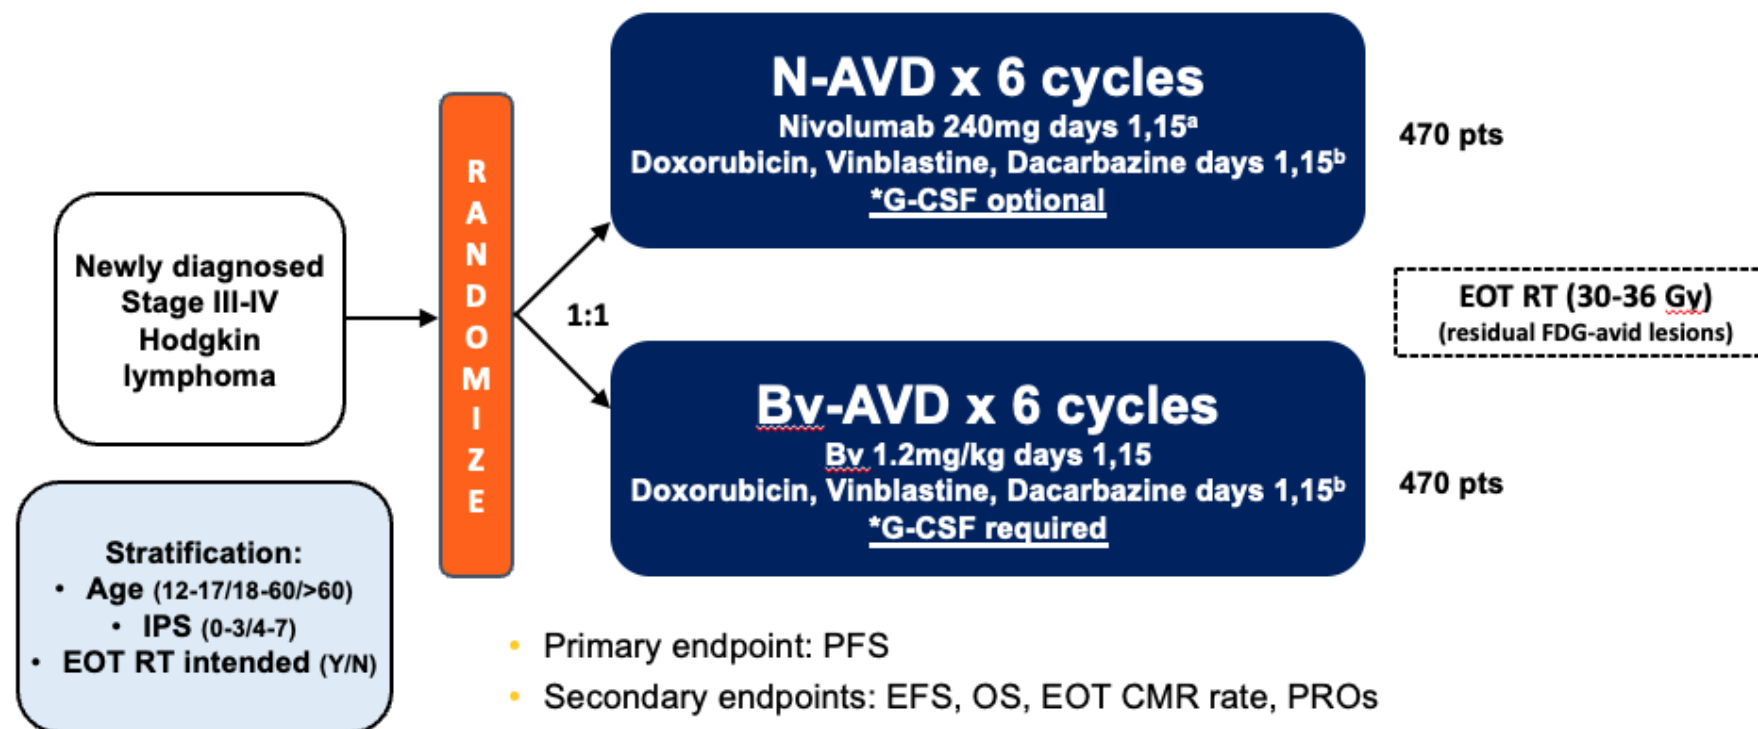 Newly diagnosed
Stage III-IV
Hodgkin
lymphoma
Stratification:
• Age (12-17/18-60/>60)
• IPS (0-3/4-7)
• EOT RT intended (Y/N)
R
A
N
D
O
M
I
Z
E
1:1
N-AVD x 6 cycles
Nivolumab 240mg days 1,15ᵃ
Doxorubicin, Vinblastine, Dacarbazine days 1,15ᵇ
*G-CSF optional
470 pts
EOT RT (30-36 Gy)
(residual FDG-avid lesions)
Bv-AVD x 6 cycles
Bv 1.2mg/kg days 1,15
Doxorubicin, Vinblastine, Dacarbazine days 1,15ᵇ
*G-CSF required
470 pts
• Primary endpoint: PFS
• Secondary endpoints: EFS, OS, EOT CMR rate, PROs